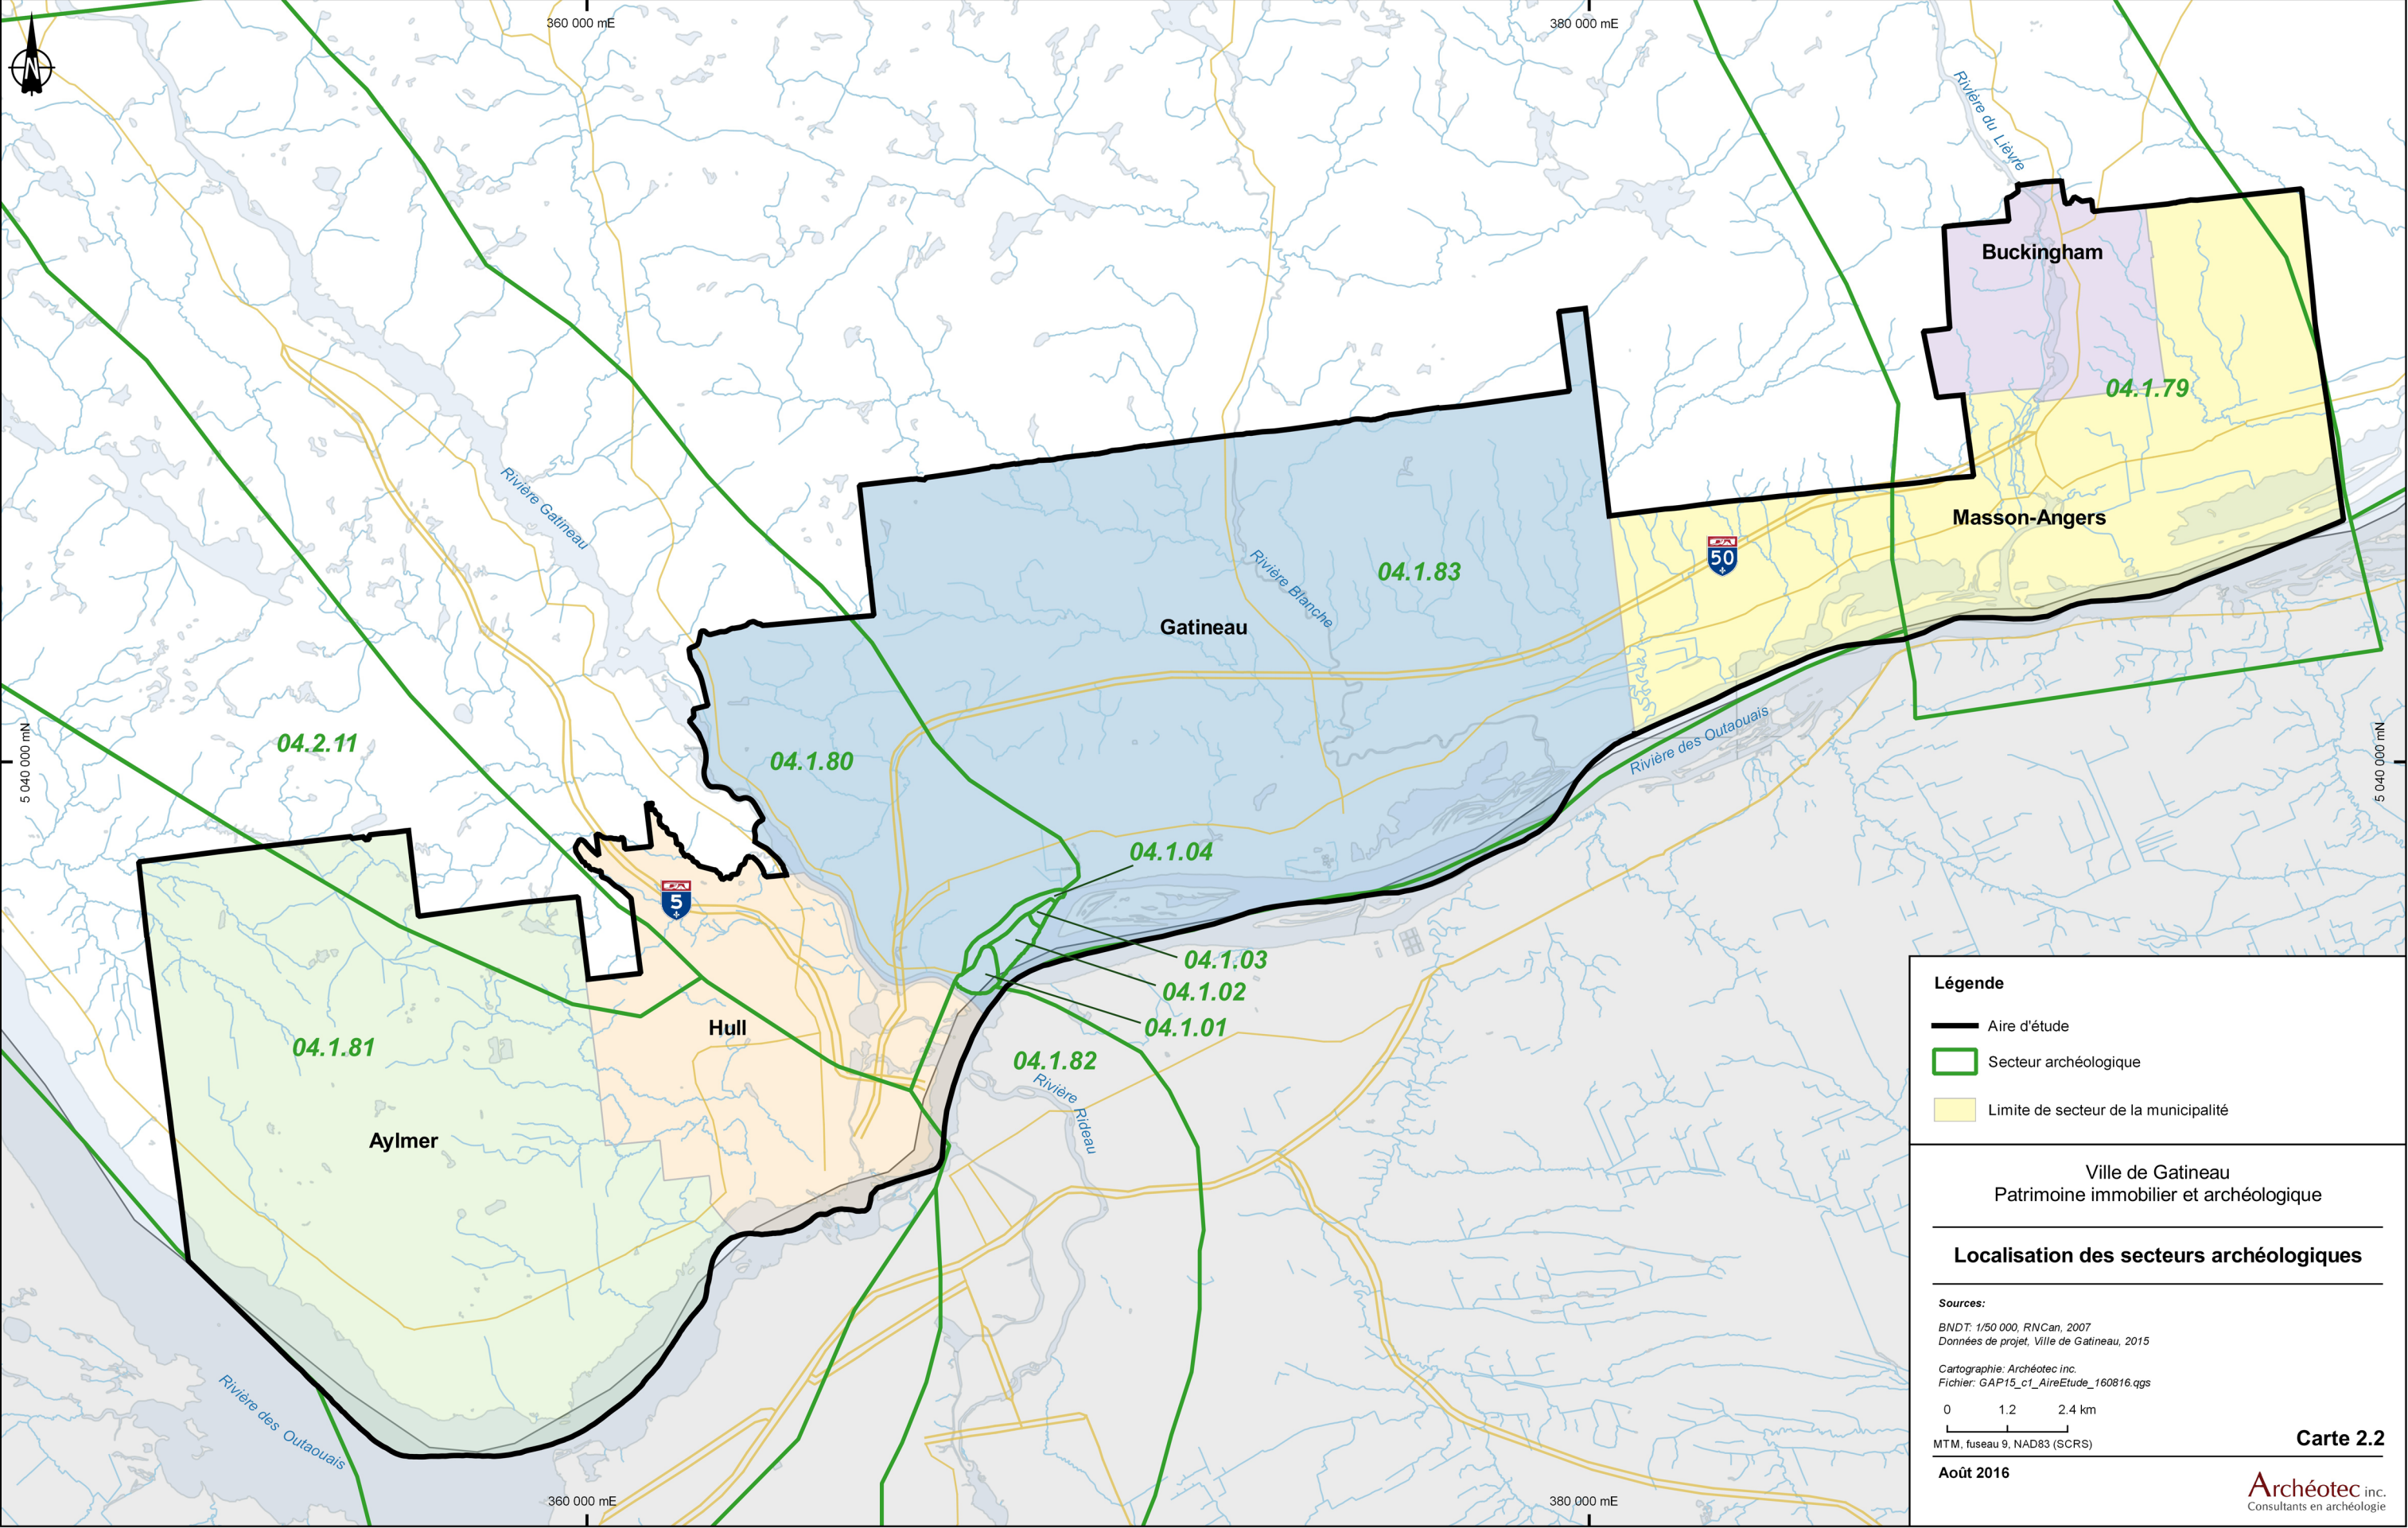 360 000 mE
380 000 mE
N
Rivière du Lièvre
Buckingham
04.1.79
Rivière Gatineau
Masson-Angers
50
Rivière Blanche
04.1.83
Gatineau
04.2.11
04.1.80
5 040 000 mN
5 040 000 mN
Rivière des Outaouais
04.1.04
5
04.1.03
04.1.02
04.1.01
Hull
04.1.81
04.1.82
Rivière Rideau
Aylmer
Rivière des Outaouais
360 000 mE
380 000 mE
Légende
Aire d'étude
Secteur archéologique
Limite de secteur de la municipalité
Ville de Gatineau
Patrimoine immobilier et archéologique
Localisation des secteurs archéologiques
Sources:
BNDT: 1/50 000, RNCan, 2007
Données de projet, Ville de Gatineau, 2015
Cartographie: Archéotec inc.
Fichier: GAP15_c1_AireEtude_160816.qgs
0 1.2 2.4 km
MTM, fuseau 9, NAD83 (SCRS)
Carte 2.2
Août 2016
Archéotec inc.
Consultants en archéologie